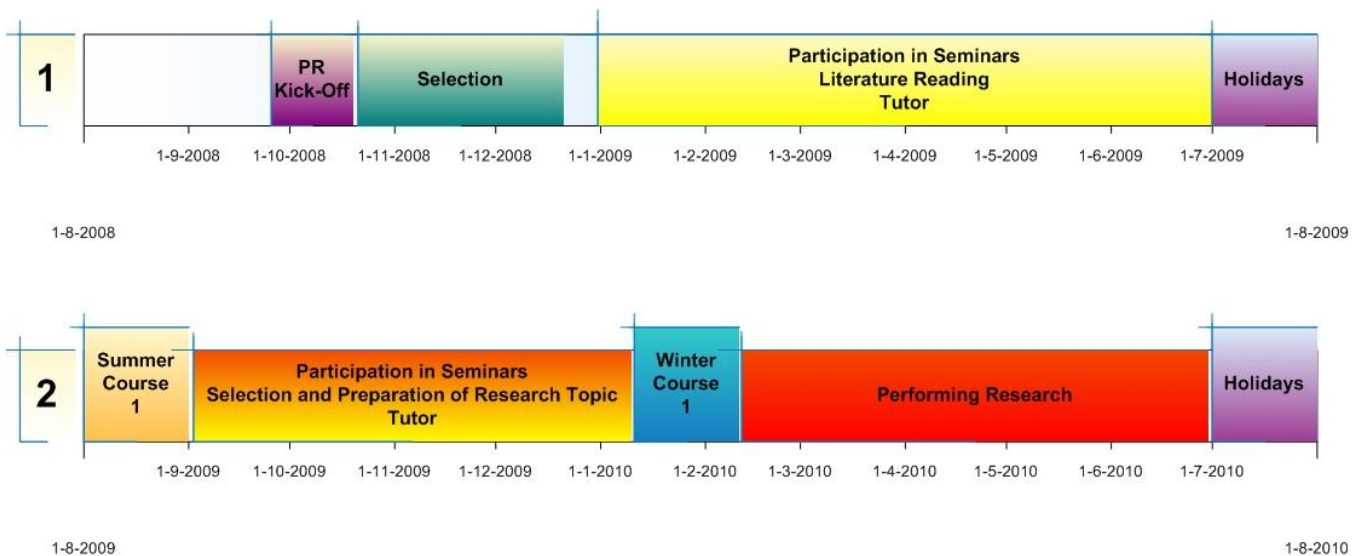 1
PR
Kick-Off
Selection
Participation in Seminars
Literature Reading
Tutor
Holidays
1-9-2008
1-10-2008
1-11-2008
1-12-2008
1-1-2009
1-2-2009
1-3-2009
1-4-2009
1-5-2009
1-6-2009
1-7-2009
1-8-2008
1-8-2009
2
Summer
Course
1
Participation in Seminars
Selection and Preparation of Research Topic
Tutor
Winter
Course
1
Performing Research
Holidays
1-9-2009
1-10-2009
1-11-2009
1-12-2009
1-1-2010
1-2-2010
1-3-2010
1-4-2010
1-5-2010
1-6-2010
1-7-2010
1-8-2009
1-8-2010